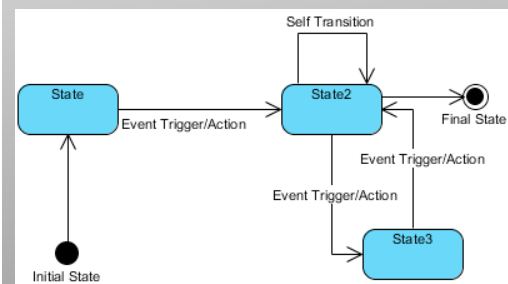 Self Transition
State
State2
Event Trigger/Action
Final State
Event Trigger/Action
Event Trigger/Action
State3
Initial State